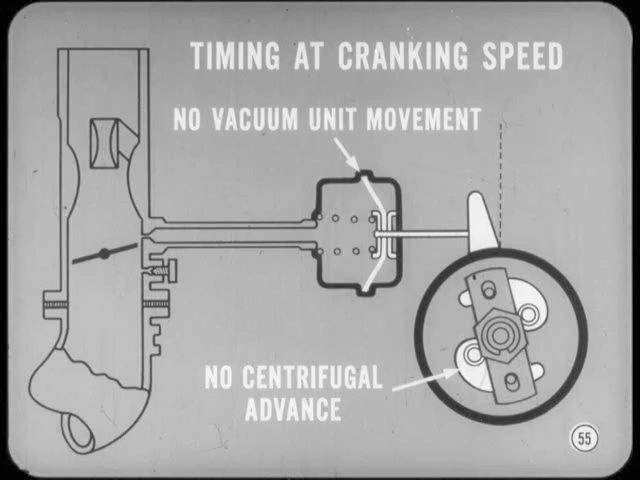 TIMING AT CRANKING SPEED
NO VACUUM UNIT MOVEMENT
NO CENTRIFUGAL
ADVANCE
55